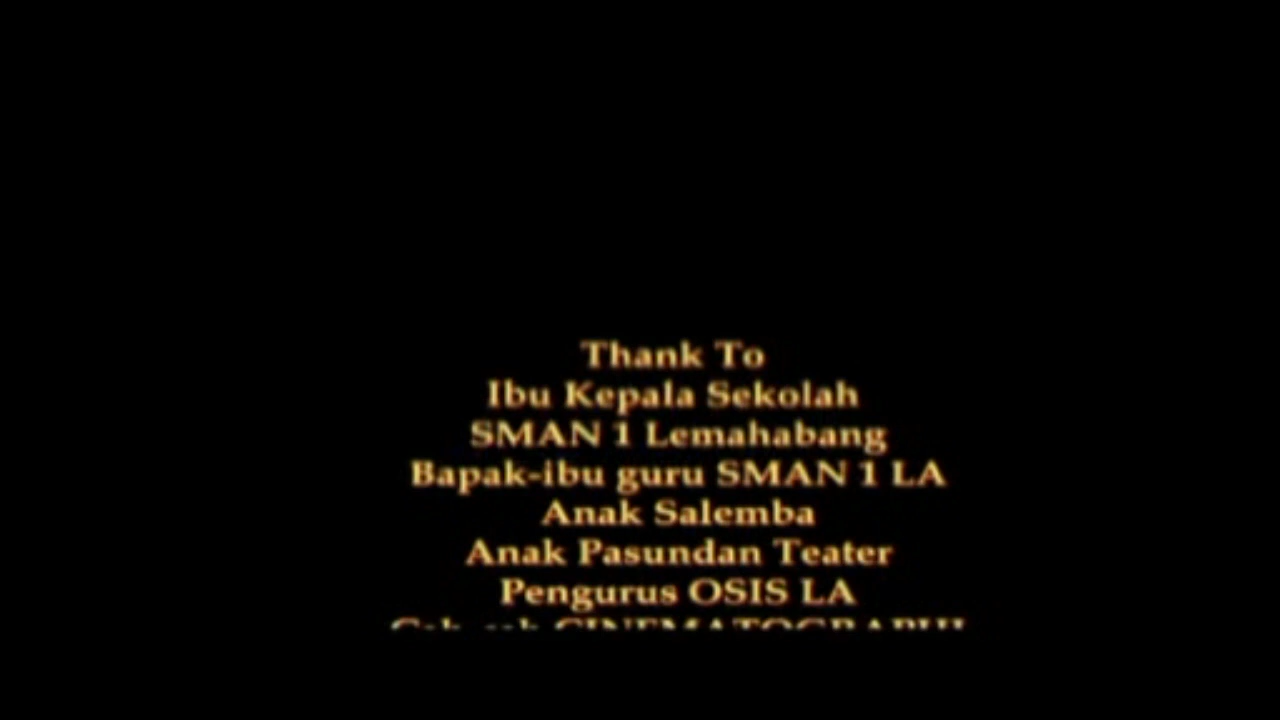 Thank To
Ibu Kepala Sekolah
SMAN 1 Lemahabang
Bapak-ibu guru SMAN 1 LA
Anak Salemba
Anak Pasundan Teater
Pengurus OSIS LA
CINEMATOGRAPHI